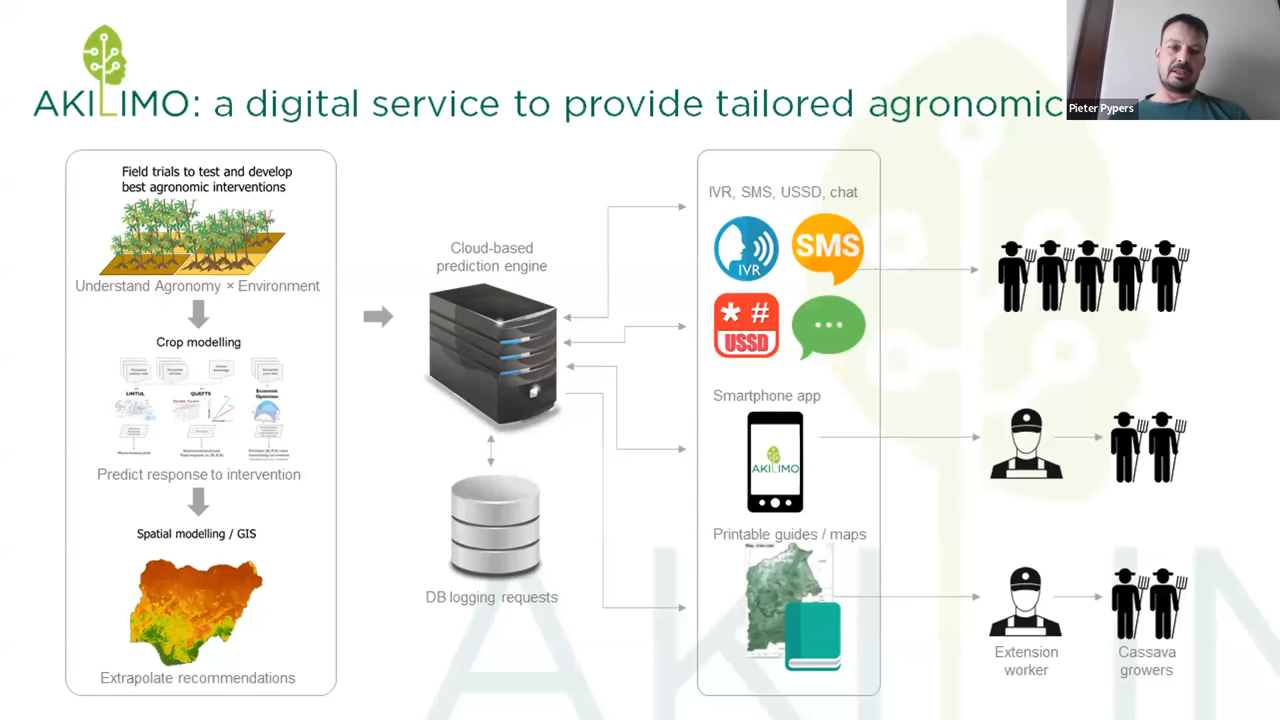 AKILIMO: a digital service to provide tailored agronomic
Pieter Pypers
Field trials to test and develop
best agronomic interventions
Understand Agronomy × Environment
Crop modelling
LINTUL
QUEFTS
Economic
Optimizer
Predict response to intervention
Spatial modelling / GIS
Extrapolate recommendations
Cloud-based
prediction engine
DB logging requests
IVR, SMS, USSD, chat
IVR
SMS
* #
USSD
Smartphone app
AKILIMO
Printable guides / maps
Extension
worker
Cassava
growers